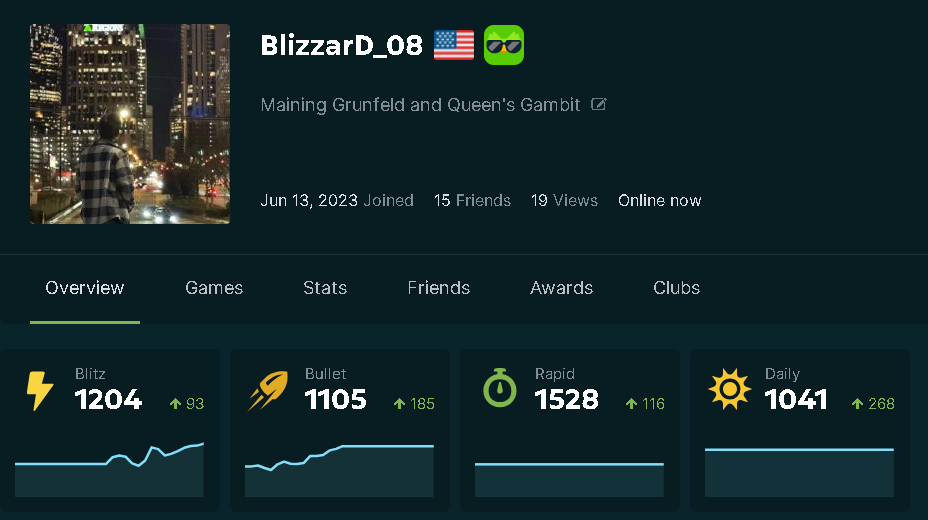 BlizzarD_08
Maining Grunfeld and Queen's Gambit
Jun 13, 2023 Joined 15 Friends 19 Views Online now
Overview Games Stats Friends Awards Clubs
Blitz
1204 93
Bullet
1105 185
Rapid
1528 116
Daily
1041 268